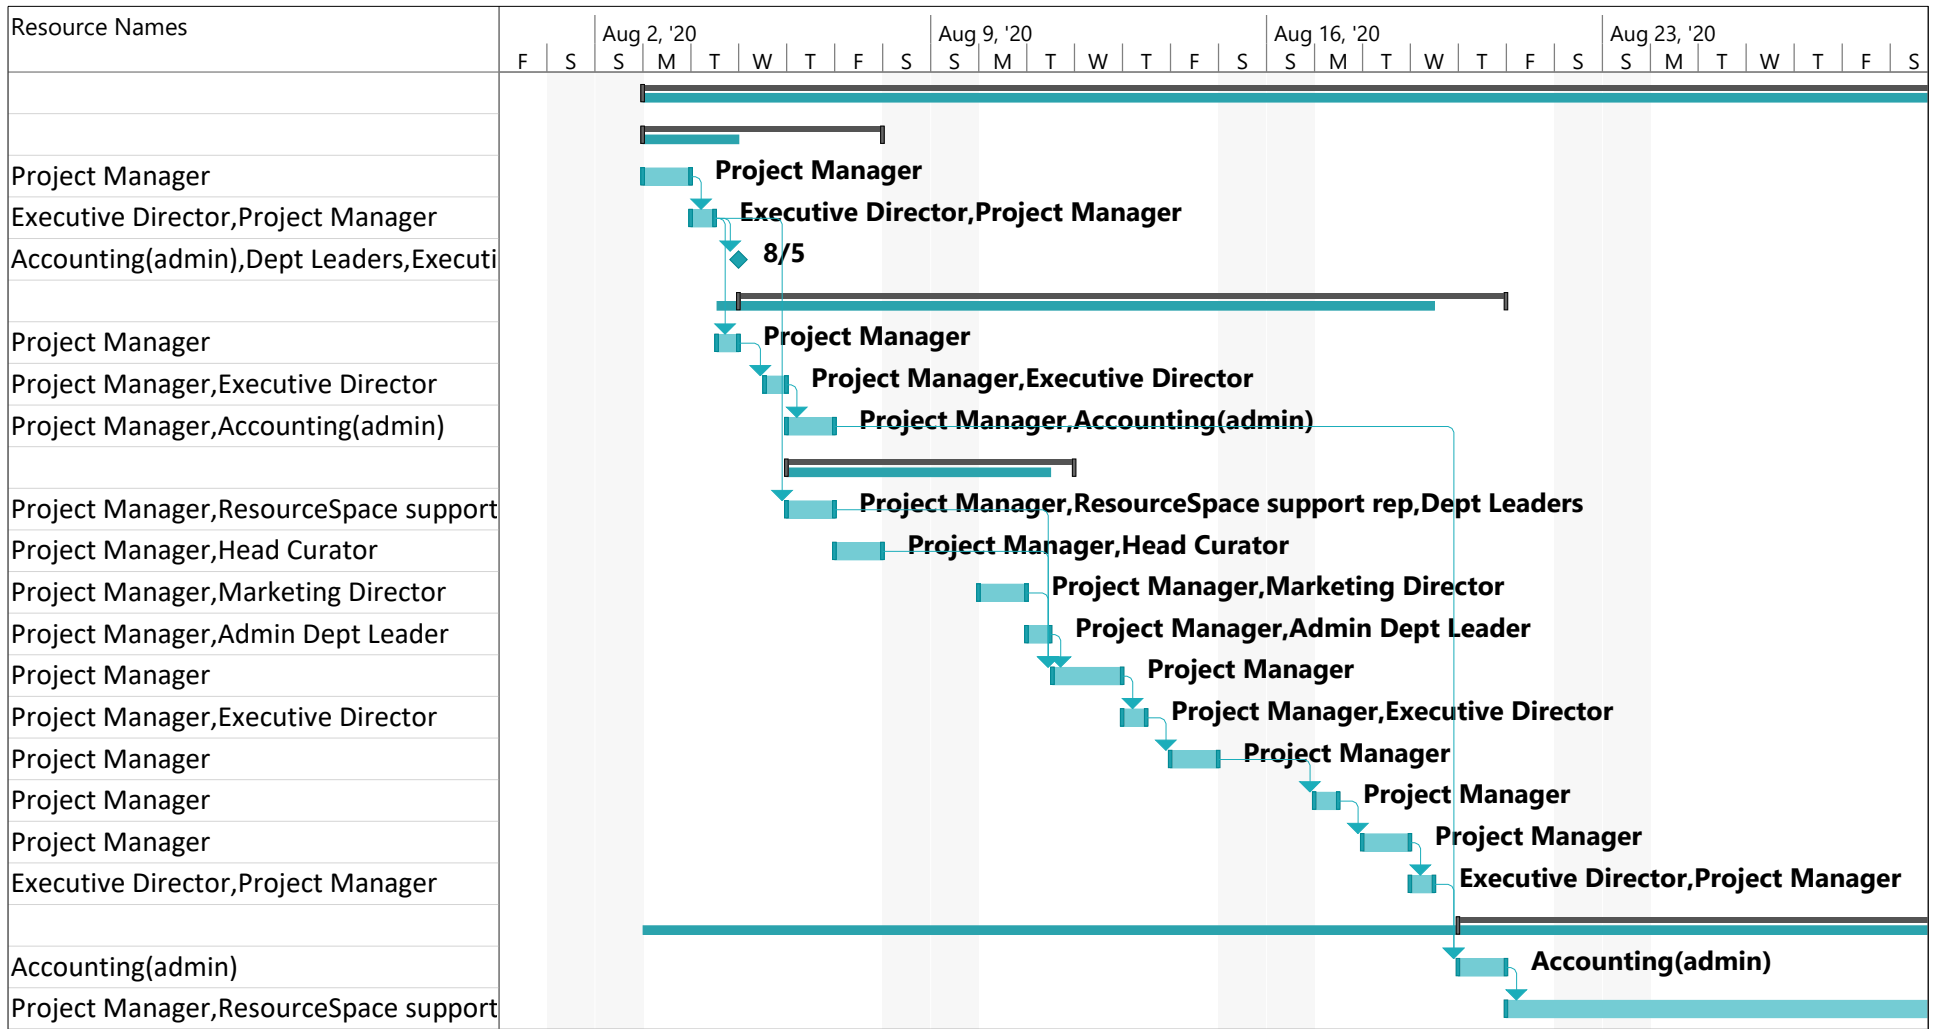 Resource Names
Aug 2, '20 Aug 9, '20 Aug 16, '20 Aug 23, '20
F S S M T W T F S S M T W T F S S M T W T F S S M T W T F S
Project Manager Project Manager
Executive Director,Project Manager Executive Director,Project Manager
Accounting(admin),Dept Leaders,Executi 8/5
Project Manager Project Manager
Project Manager,Executive Director Project Manager,Executive Director
Project Manager,Accounting(admin) Project Manager,Accounting(admin)
Project Manager,ResourceSpace support Project Manager,ResourceSpace support rep,Dept Leaders
Project Manager,Head Curator Project Manager,Head Curator
Project Manager,Marketing Director Project Manager,Marketing Director
Project Manager,Admin Dept Leader Project Manager,Admin Dept Leader
Project Manager Project Manager
Project Manager,Executive Director Project Manager,Executive Director
Project Manager Project Manager
Project Manager Project Manager
Project Manager Project Manager
Executive Director,Project Manager Executive Director,Project Manager
Accounting(admin) Accounting(admin)
Project Manager,ResourceSpace support